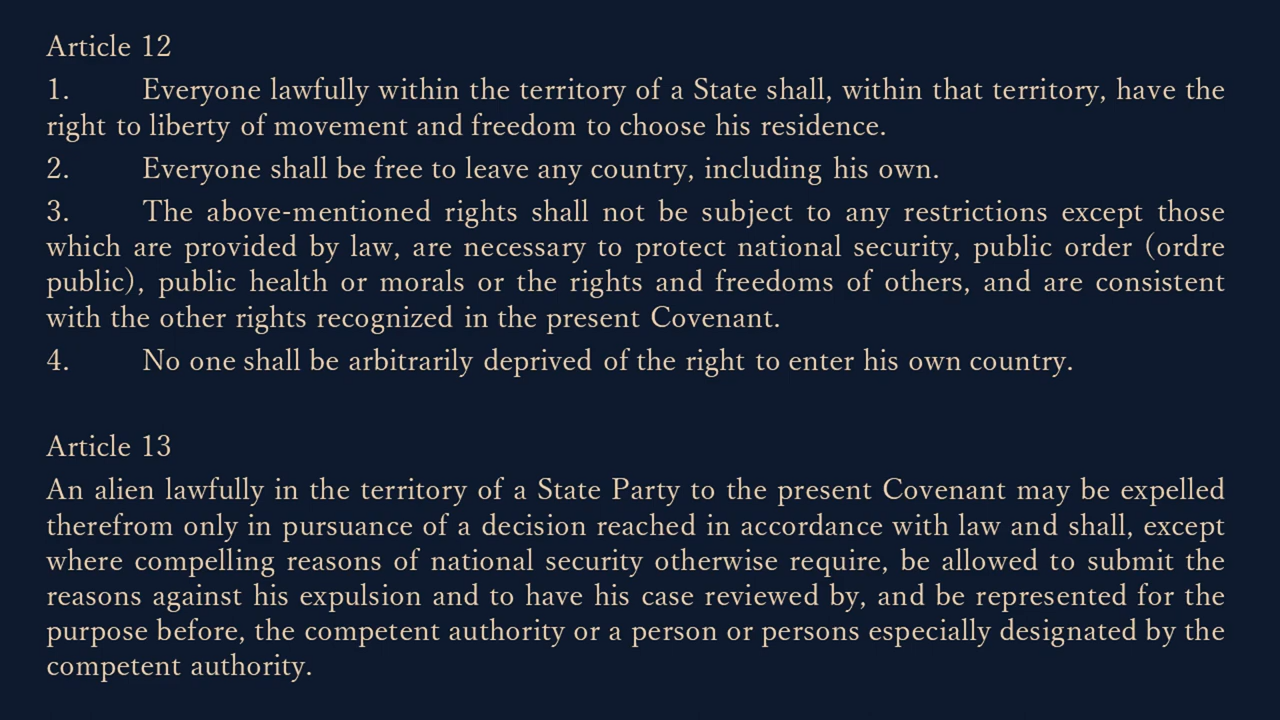 Article 12
1. Everyone lawfully within the territory of a State shall, within that territory, have the
right to liberty of movement and freedom to choose his residence.
2. Everyone shall be free to leave any country, including his own.
3. The above-mentioned rights shall not be subject to any restrictions except those
which are provided by law, are necessary to protect national security, public order (ordre
public), public health or morals or the rights and freedoms of others, and are consistent
with the other rights recognized in the present Covenant.
4. No one shall be arbitrarily deprived of the right to enter his own country.
Article 13
An alien lawfully in the territory of a State Party to the present Covenant may be expelled
therefrom only in pursuance of a decision reached in accordance with law and shall, except
where compelling reasons of national security otherwise require, be allowed to submit the
reasons against his expulsion and to have his case reviewed by, and be represented for the
purpose before, the competent authority or a person or persons especially designated by the
competent authority.